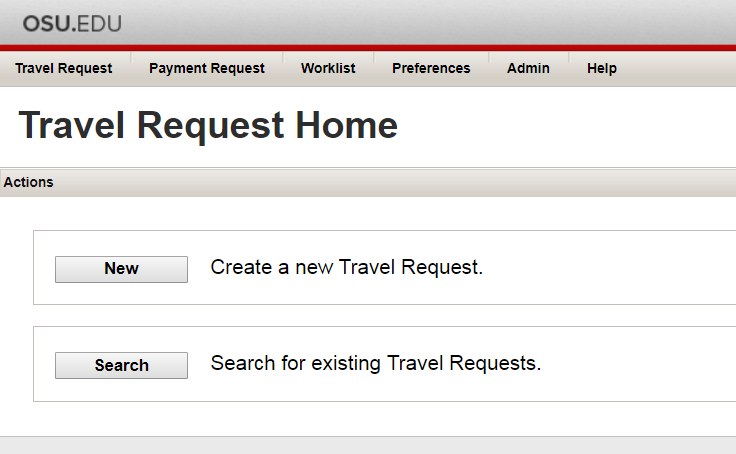 OSU.EDU
Travel Request Payment Request Worklist Preferences Admin Help
Travel Request Home
Actions
New Create a new Travel Request.
Search Search for existing Travel Requests.